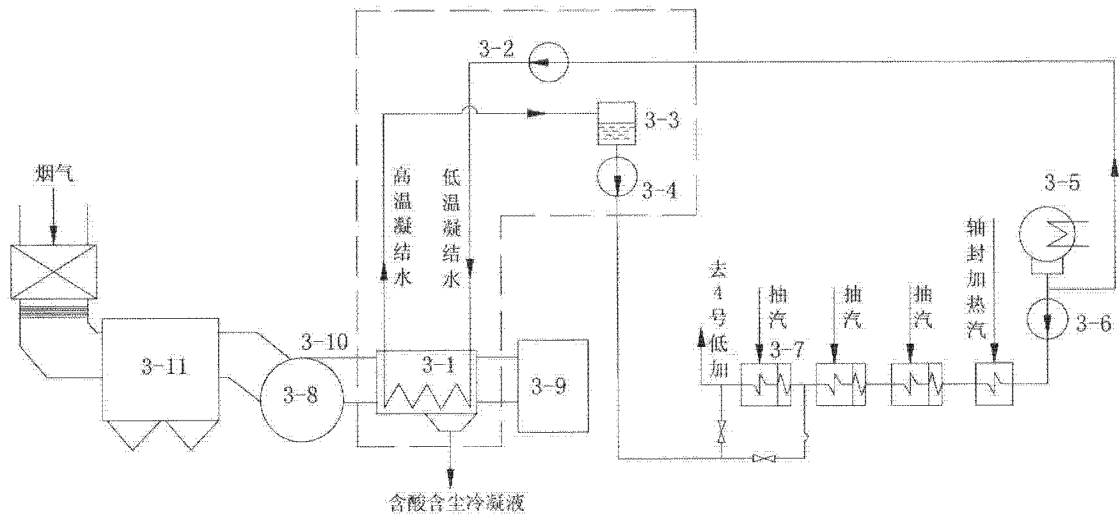 3-2
3-3
烟气
高温凝结水
低温凝结水
3-4
3-5
轴封加热汽
去4号低加
抽汽
抽汽
抽汽
3-6
3-7
3-10
3-11
3-1
3-8
3-9
含酸含尘冷凝液